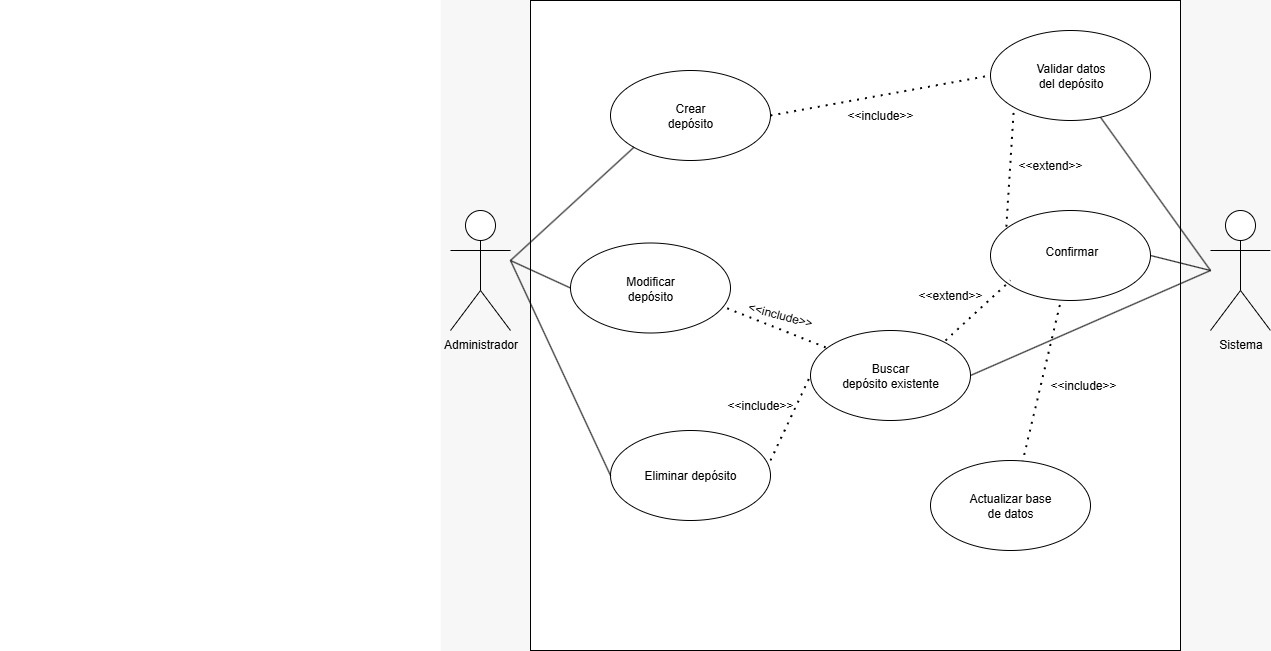 Validar datos
del depósito
Crear
depósito
<<include>>
<<extend>>
Confirmar
Modificar
depósito
<<extend>>
<<include>>
Administrador
Sistema
Buscar
depósito existente
<<include>>
<<include>>
Eliminar depósito
Actualizar base
de datos